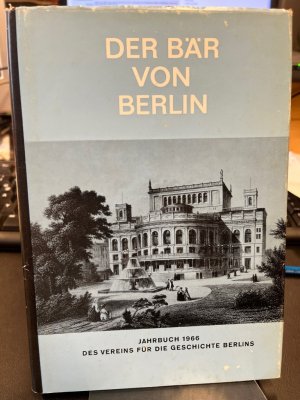 DER BÄR
VON
BERLIN
JAHRBUCH 1966
DES VEREINS FÜR DIE GESCHICHTE BERLINS